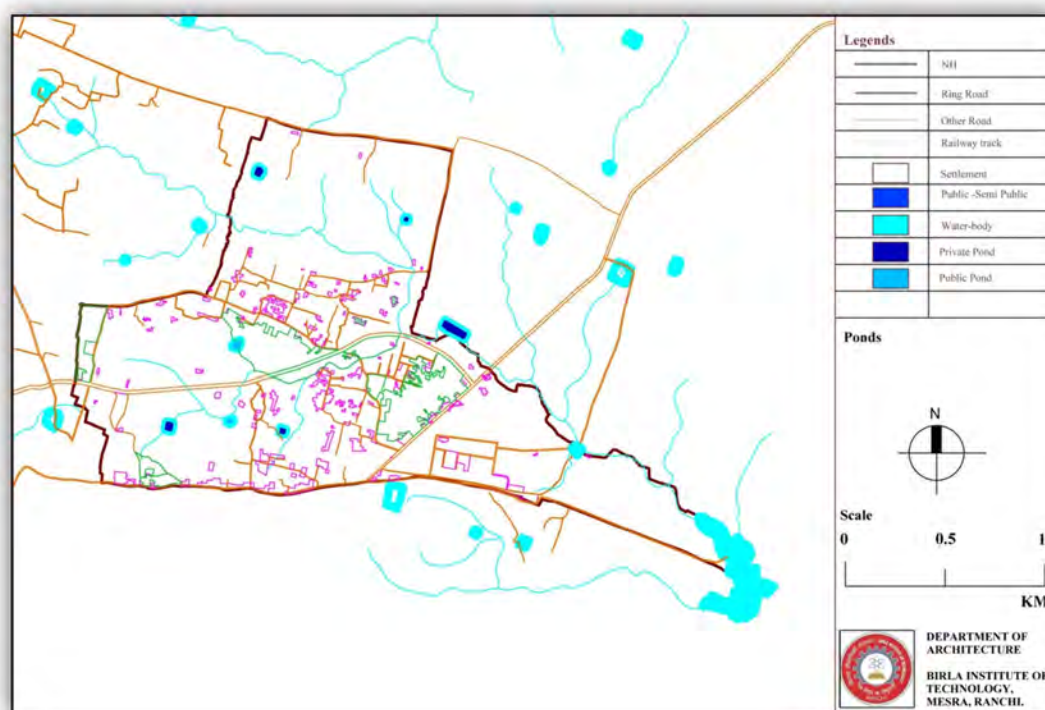 Legends
NH
Ring Road
Other Road
Railway track
Settlement
Public -Semi Public
Water-body
Private Pond
Public Pond
Ponds
N
Scale
0 0.5 1
KM
DEPARTMENT OF
ARCHITECTURE
BIRLA INSTITUTE OF
TECHNOLOGY,
MESRA, RANCHI.